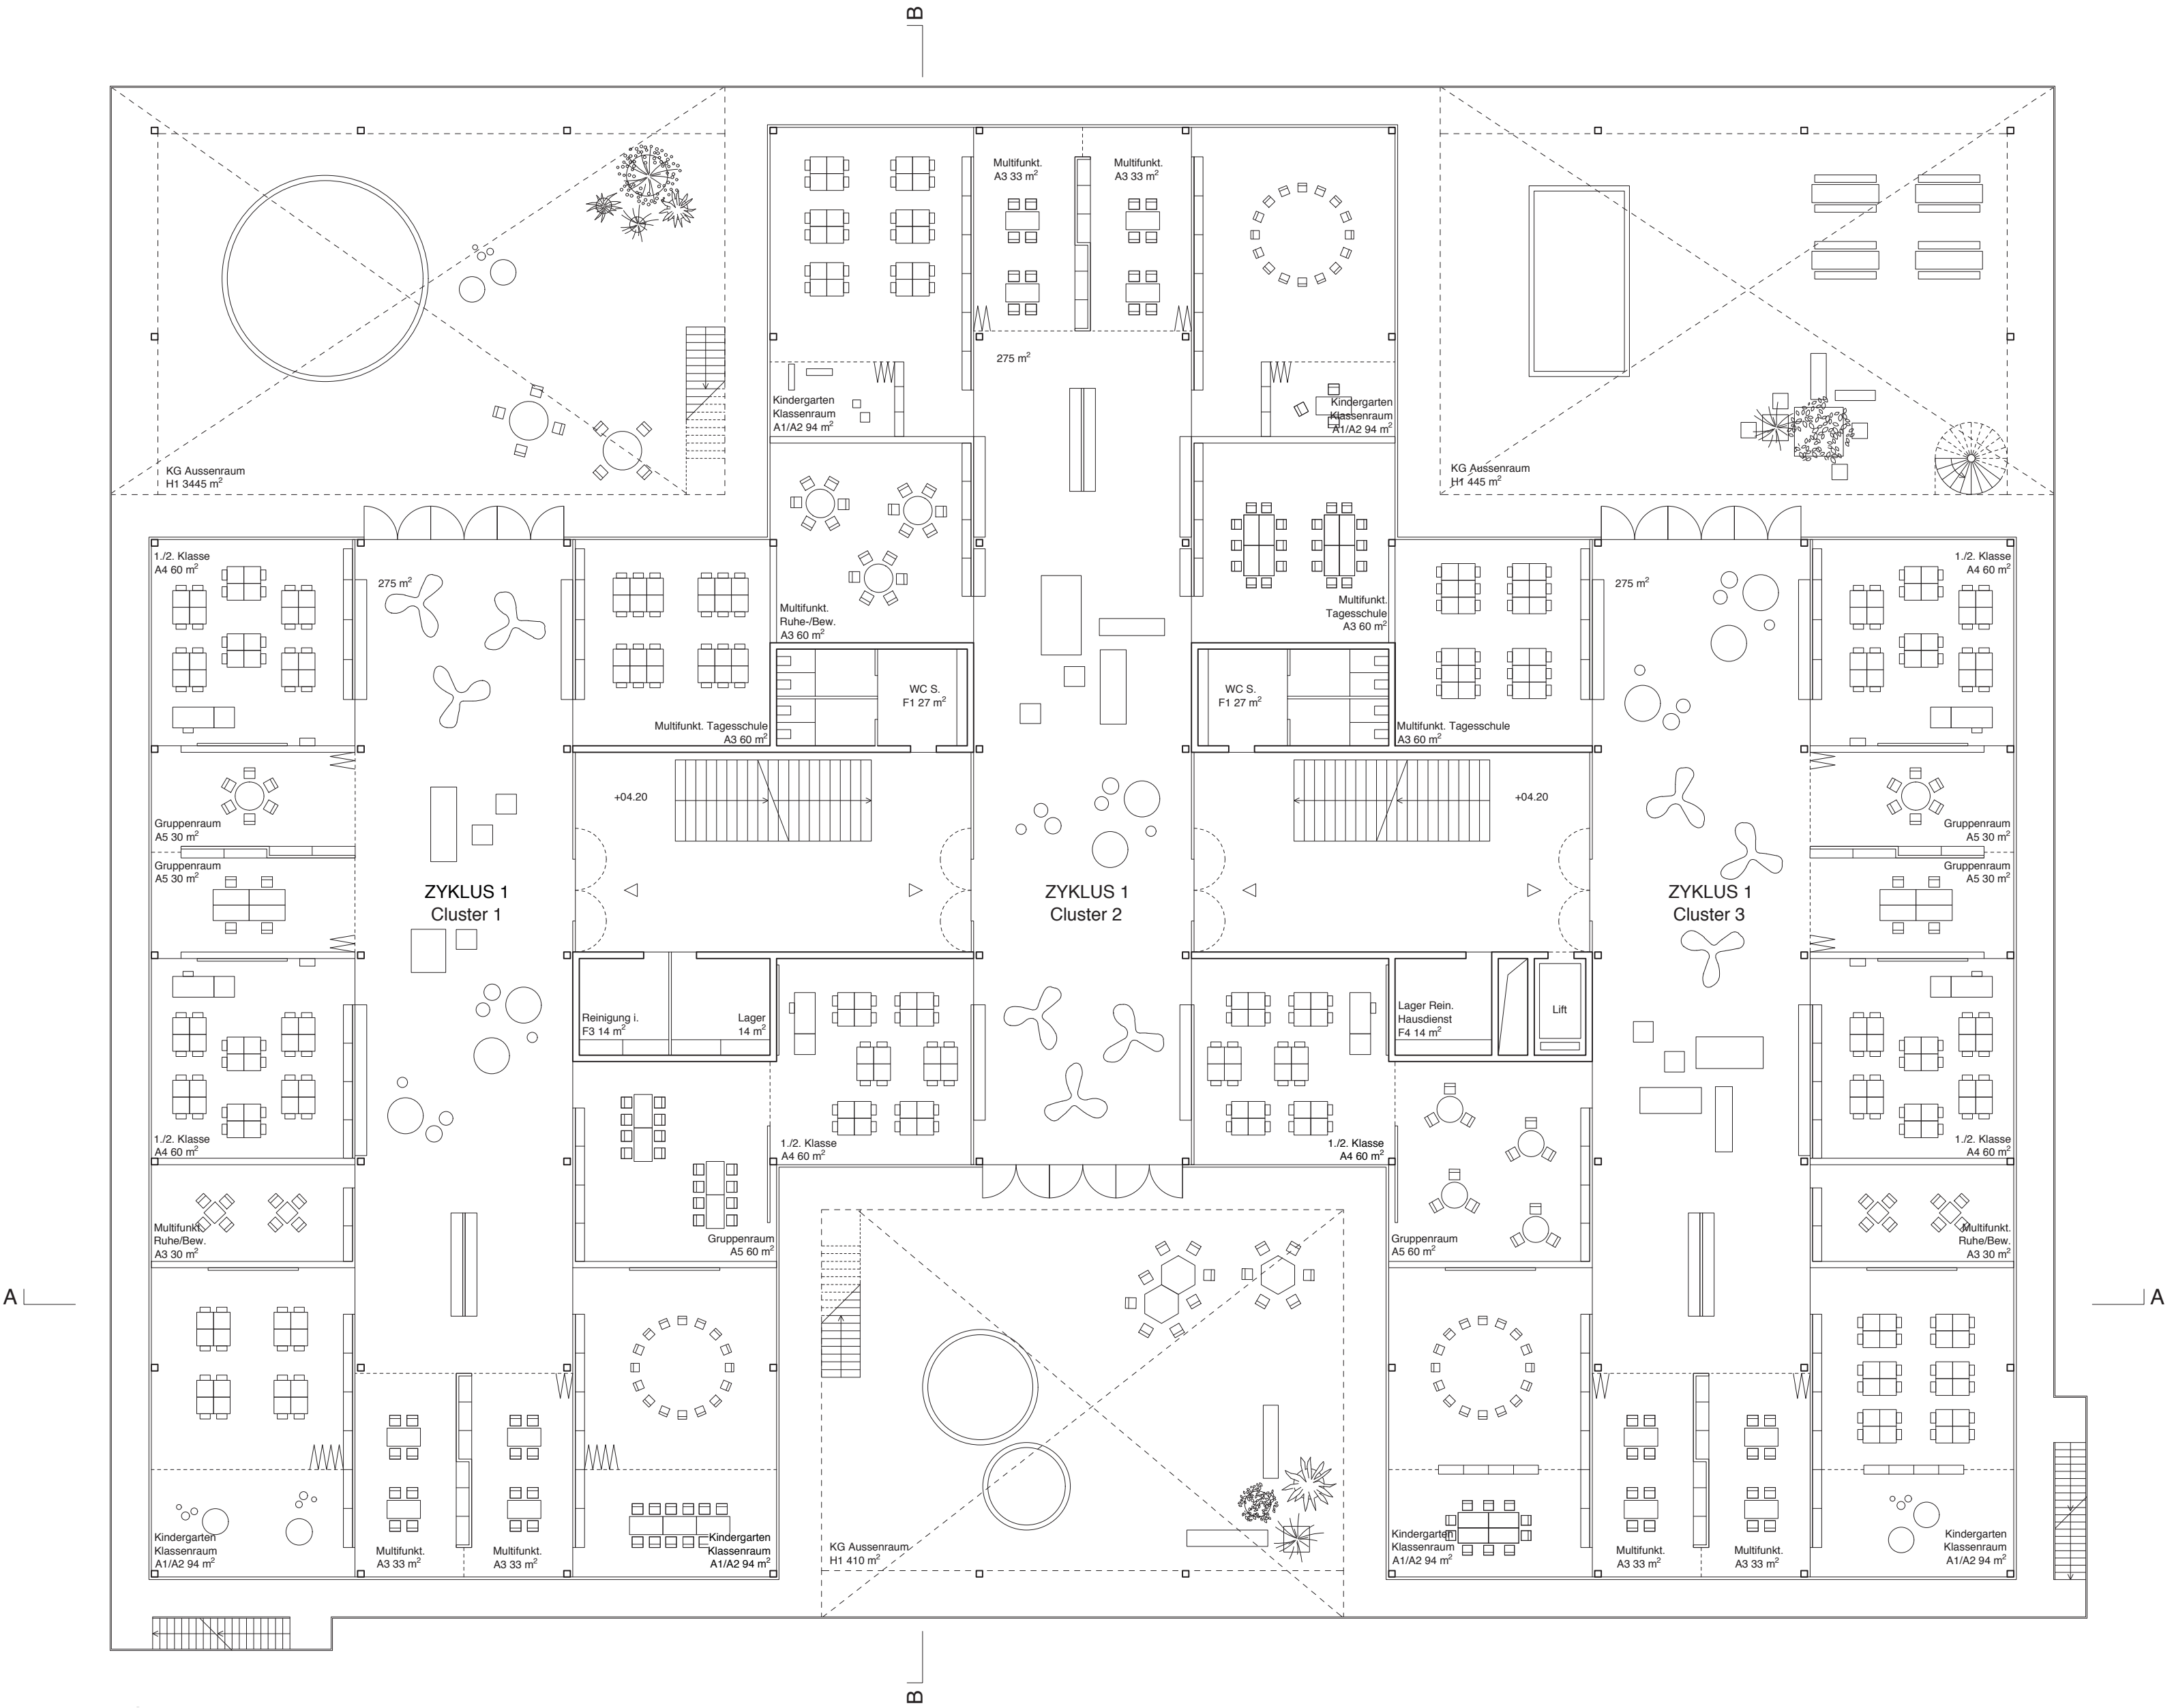 B
Multifunkt.
A3 33 m²
Multifunkt.
A3 33 m²
275 m²
Kindergarten
Klassenraum
A1/A2 94 m²
Kindergarten
Klassenraum
A1/A2 94 m²
KG Aussenraum
H1 3445 m²
KG Aussenraum
H1 445 m²
1./2. Klasse
A4 60 m²
275 m²
Multifunkt.
Ruhe-/Bew.
A3 60 m²
Multifunkt.
Tagesschule
A3 60 m²
275 m²
1./2. Klasse
A4 60 m²
Multifunkt. Tagesschule
A3 60 m²
WC S.
F1 27 m²
WC S.
F1 27 m²
Multifunkt. Tagesschule
A3 60 m²
+04.20
+04.20
Gruppenraum
A5 30 m²
Gruppenraum
A5 30 m²
Gruppenraum
A5 30 m²
Gruppenraum
A5 30 m²
ZYKLUS 1
Cluster 1
ZYKLUS 1
Cluster 2
ZYKLUS 1
Cluster 3
Reinigung i.
F3 14 m²
Lager
14 m²
Lager Rein.
Hausdienst
F4 14 m²
Lift
1./2. Klasse
A4 60 m²
1./2. Klasse
A4 60 m²
1./2. Klasse
A4 60 m²
1./2. Klasse
A4 60 m²
Multifunkt.
Ruhe/Bew.
A3 30 m²
Gruppenraum
A5 60 m²
Gruppenraum
A5 60 m²
Multifunkt.
Ruhe/Bew.
A3 30 m²
A
A
Kindergarten
Klassenraum
A1/A2 94 m²
Multifunkt.
A3 33 m²
Multifunkt.
A3 33 m²
Kindergarten
Klassenraum
A1/A2 94 m²
KG Aussenraum
H1 410 m²
Kindergarten
Klassenraum
A1/A2 94 m²
Multifunkt.
A3 33 m²
Multifunkt.
A3 33 m²
Kindergarten
Klassenraum
A1/A2 94 m²
B